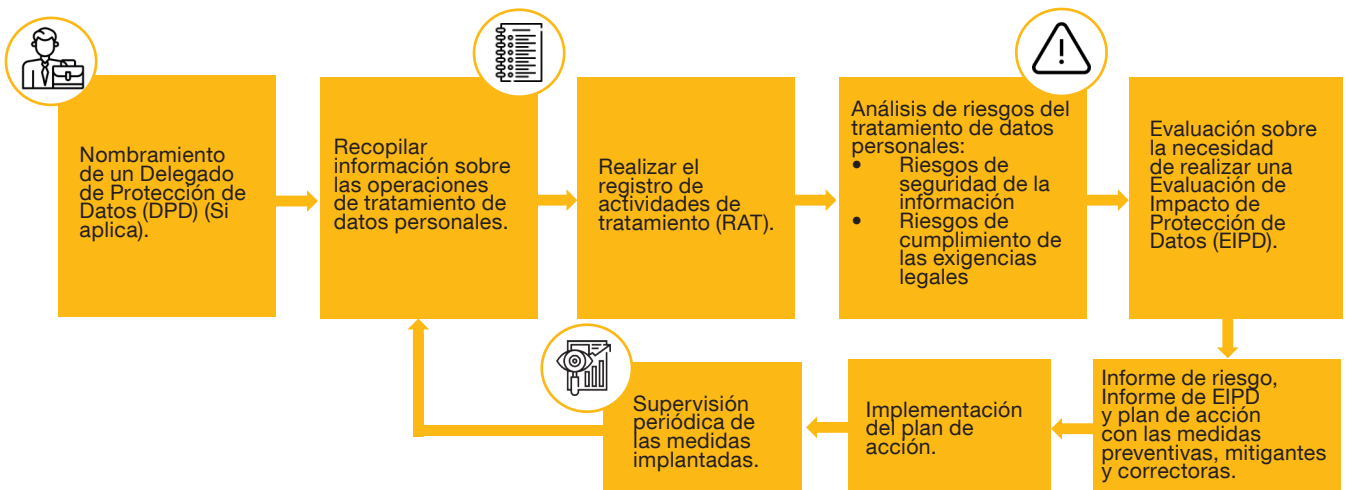 Nombramiento
de un Delegado
de Protección de
Datos (DPD) (Si
aplica).
Recopilar
información sobre
las operaciones
de tratamiento de
datos personales.
Realizar el
registro de
actividades de
tratamiento (RAT).
Análisis de riesgos del
tratamiento de datos
personales:
• Riesgos de
seguridad de la
información
• Riesgos de
cumplimiento de
las exigencias
legales
Evaluación sobre
la necesidad
de realizar una
Evaluación de
Impacto de
Protección de
Datos (EIPD).
Informe de riesgo,
Informe de EIPD
y plan de acción
con las medidas
preventivas, mitigantes
y correctoras.
Implementación
del plan de
acción.
Supervisión
periódica de
las medidas
implantadas.